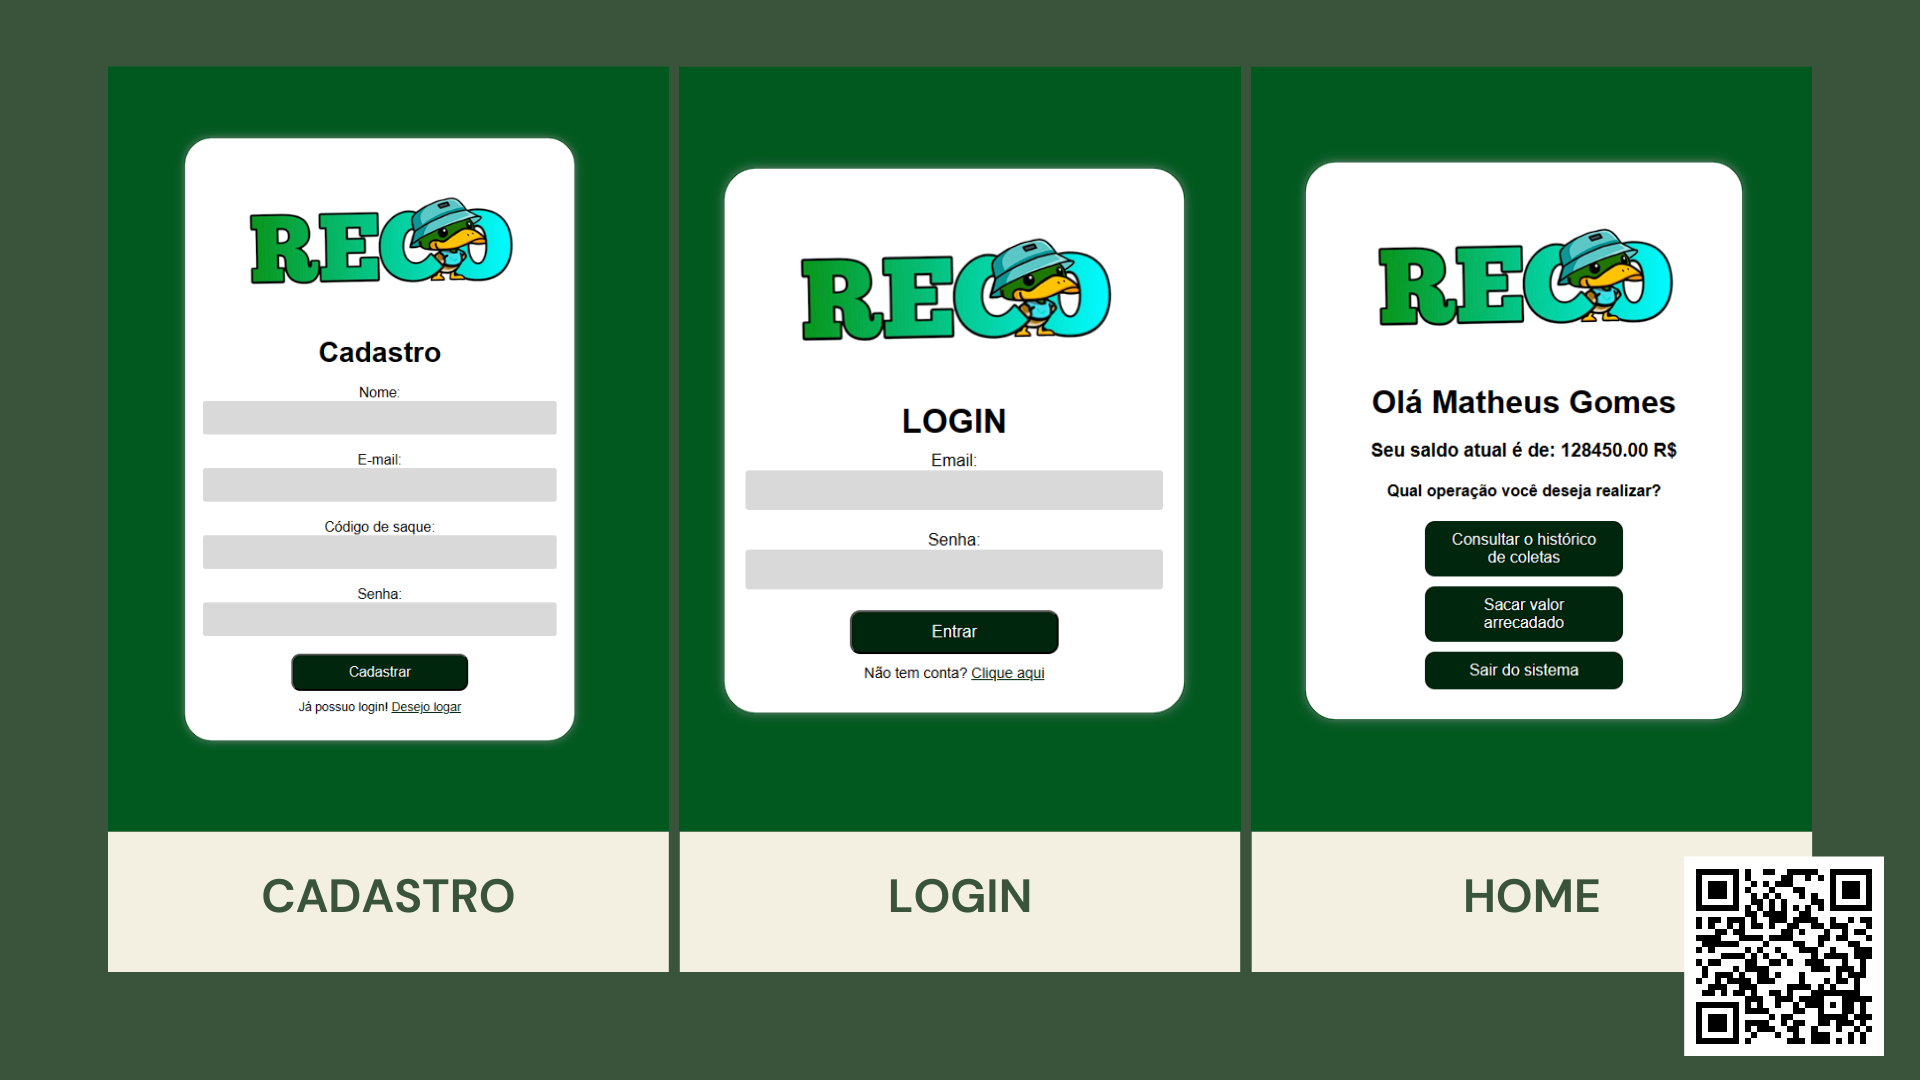 RECO
Cadastro
Nome:
E-mail:
Código de saque:
Senha:
Cadastrar
Já possuo login! Desejo logar
CADASTRO
RECO
LOGIN
Email:
Senha:
Entrar
Não tem conta? Clique aqui
LOGIN
RECO
Olá Matheus Gomes
Seu saldo atual é de: 128450.00 R$
Qual operação você deseja realizar?
Consultar o histórico
de coletas
Sacar valor
arrecadado
Sair do sistema
HOME